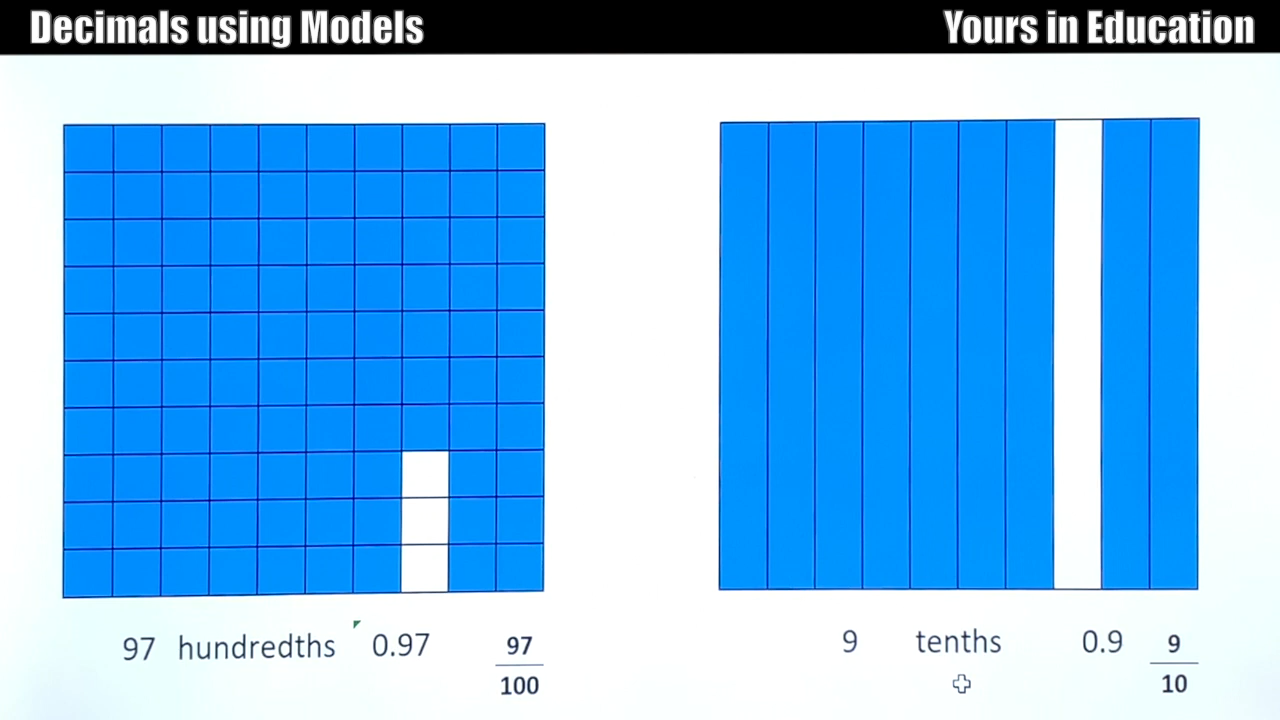 Decimals using Models
Yours in Education
97 hundredths 0.97 97
100
9 tenths 0.9 9
10